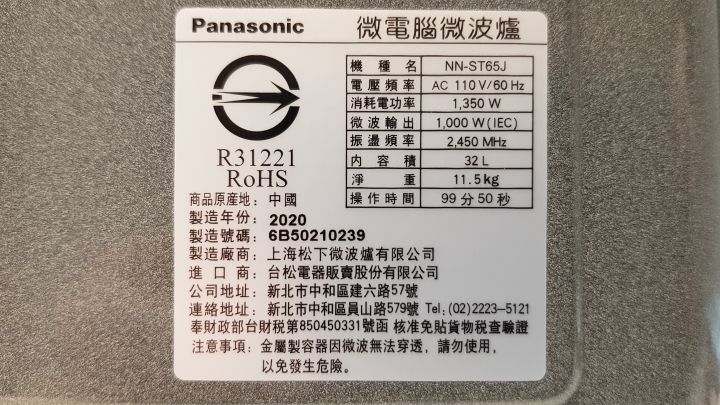 Panasonic 微電腦微波爐
機種名 NN-ST65J
電壓頻率 AC 110 V/60 Hz
消耗電功率 1,350 W
微波輸出 1,000 W (IEC)
振盪頻率 2,450 MHz
內容積 32 L
淨重 11.5 kg
操作時間 99 分 50 秒
R31221
RoHS
商品原產地：中國
製造年份：2020
製造號碼：6B50210239
製造廠商：上海松下微波爐有限公司
進口商：台松電器販賣股份有限公司
公司地址：新北市中和區建六路57號
連絡地址：新北市中和區員山路579號 Tel：(02)2223-5121
奉財政部台財税第850450331號函 核准免貼貨物税查驗證
注意事項：金屬製容器因微波無法穿透，請勿使用，
以免發生危險。